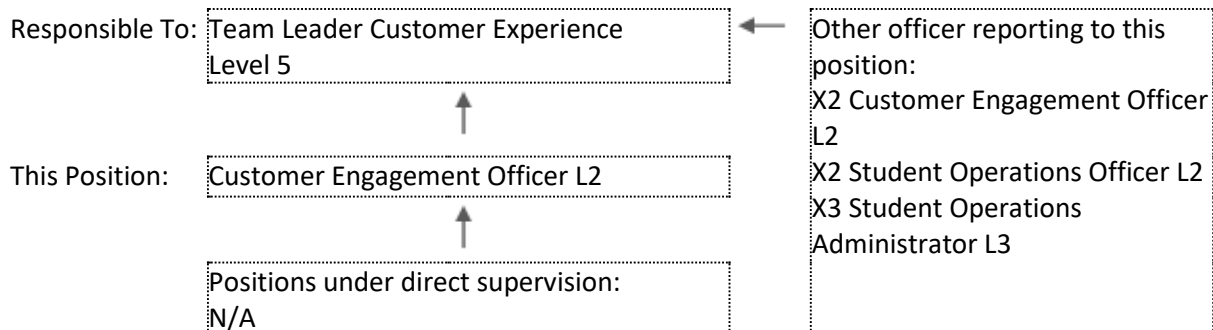 Responsible To:
Team Leader Customer Experience
Level 5
Other officer reporting to this
position:
X2 Customer Engagement Officer
L2
X2 Student Operations Officer L2
X3 Student Operations
Administrator L3
This Position:
Customer Engagement Officer L2
Positions under direct supervision:
N/A